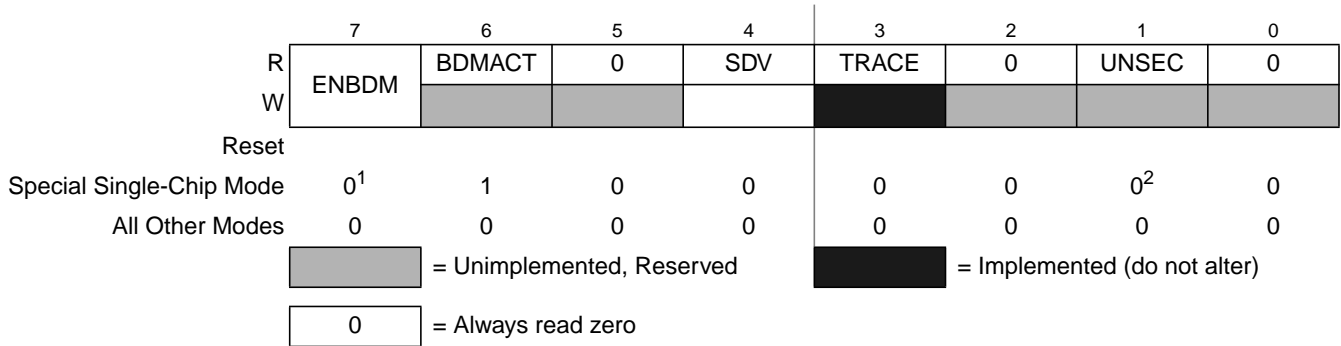 7 6 5 4 3 2 1 0
R ENBDM BDMACT 0 SDV TRACE 0 UNSEC 0
W
Reset
Special Single-Chip Mode 0¹ 1 0 0 0 0 0² 0
All Other Modes 0 0 0 0 0 0 0 0
= Unimplemented, Reserved = Implemented (do not alter)
0 = Always read zero